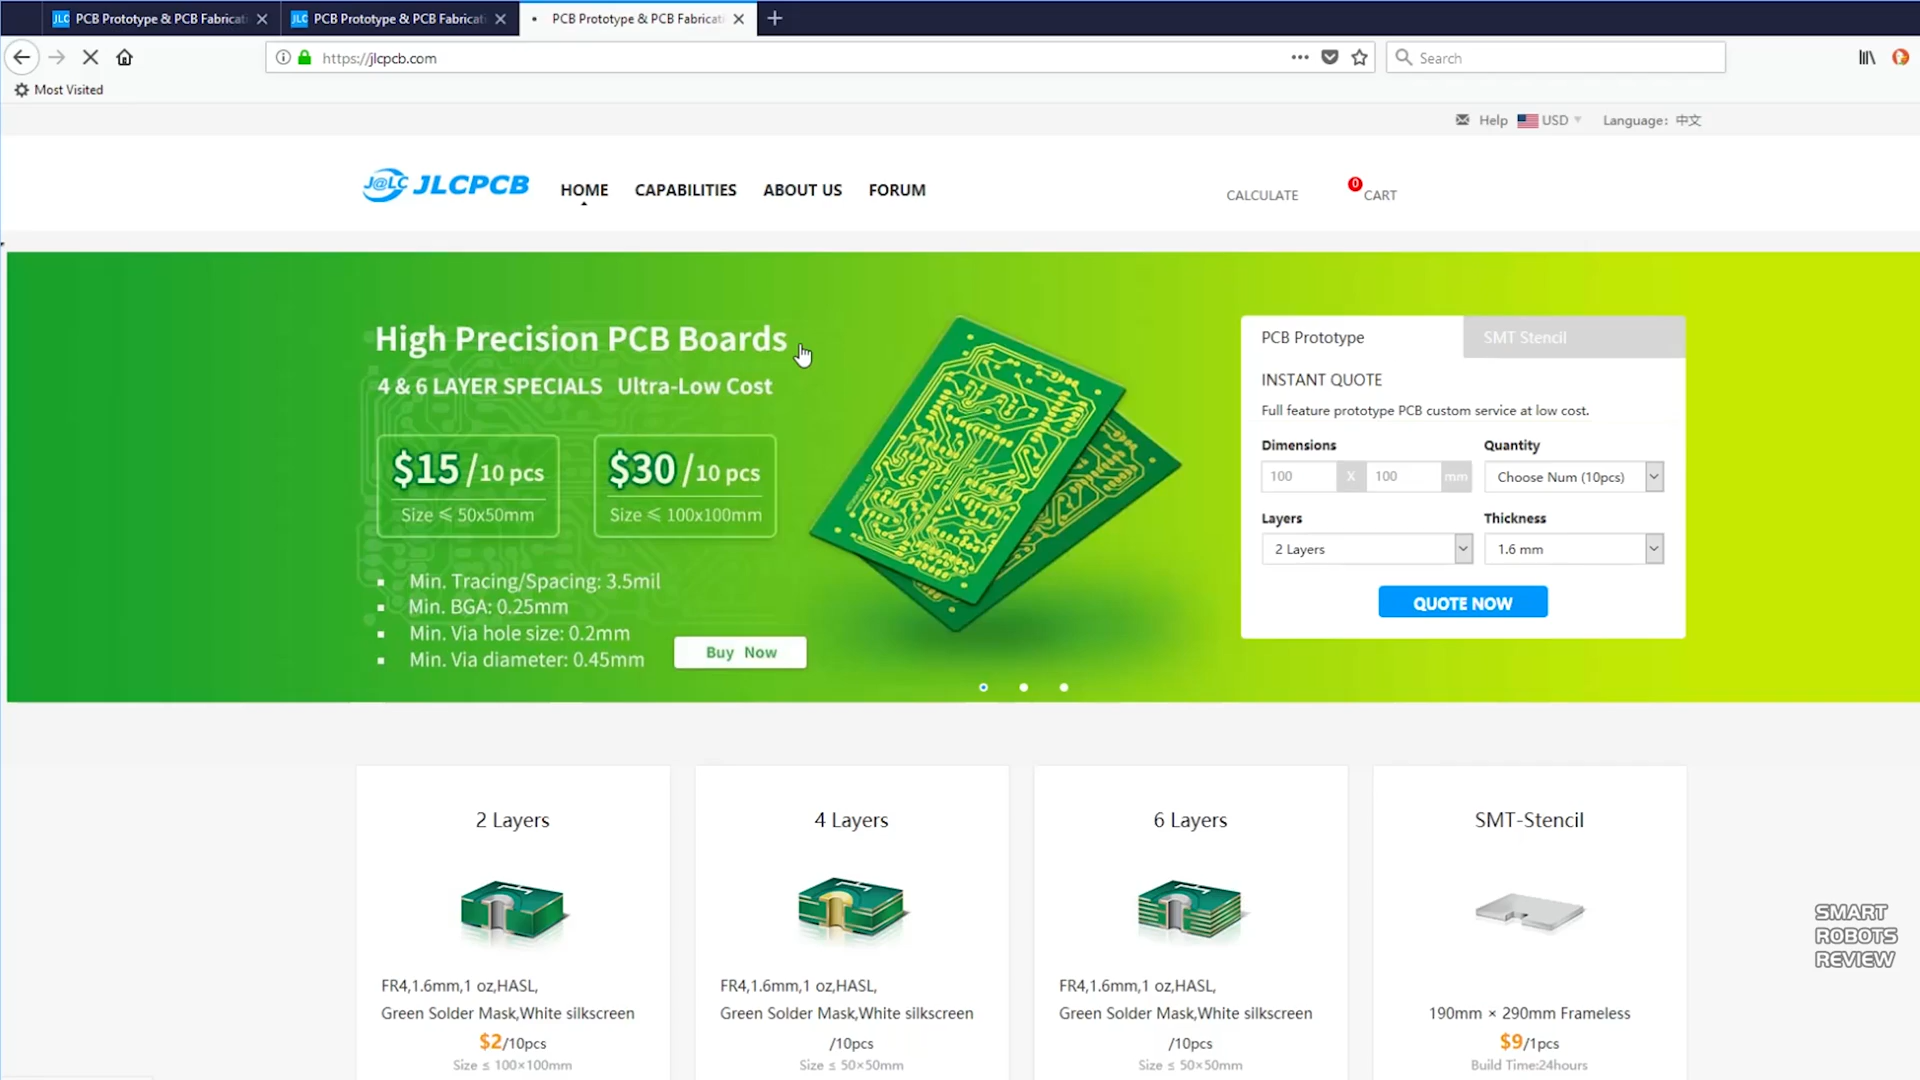 JLC PCB Prototype & PCB Fabricati
JLC PCB Prototype & PCB Fabricati
PCB Prototype & PCB Fabricati
https://jlcpcb.com
Search
Most Visited
Help USD Language: 中文
J@LC JLCPCB
HOME CAPABILITIES ABOUT US FORUM
CALCULATE 0 CART
High Precision PCB Boards
4 & 6 LAYER SPECIALS Ultra-Low Cost
$15/10 pcs
Size ≤ 50x50mm
$30/10 pcs
Size ≤ 100x100mm
Min. Tracing/Spacing: 3.5mil
Min. BGA: 0.25mm
Min. Via hole size: 0.2mm
Min. Via diameter: 0.45mm
Buy Now
PCB Prototype SMT Stencil
INSTANT QUOTE
Full feature prototype PCB custom service at low cost.
Dimensions Quantity
100 X 100 mm Choose Num (10pcs)
Layers Thickness
2 Layers 1.6 mm
QUOTE NOW
2 Layers
FR4,1.6mm,1 oz,HASL,
Green Solder Mask,White silkscreen
$2/10pcs
Size ≤ 100×100mm
4 Layers
FR4,1.6mm,1 oz,HASL,
Green Solder Mask,White silkscreen
/10pcs
Size ≤ 50×50mm
6 Layers
FR4,1.6mm,1 oz,HASL,
Green Solder Mask,White silkscreen
/10pcs
Size ≤ 50×50mm
SMT-Stencil
190mm × 290mm Frameless
$9/1pcs
Build Time:24hours
SMART
ROBOTS
REVIEW